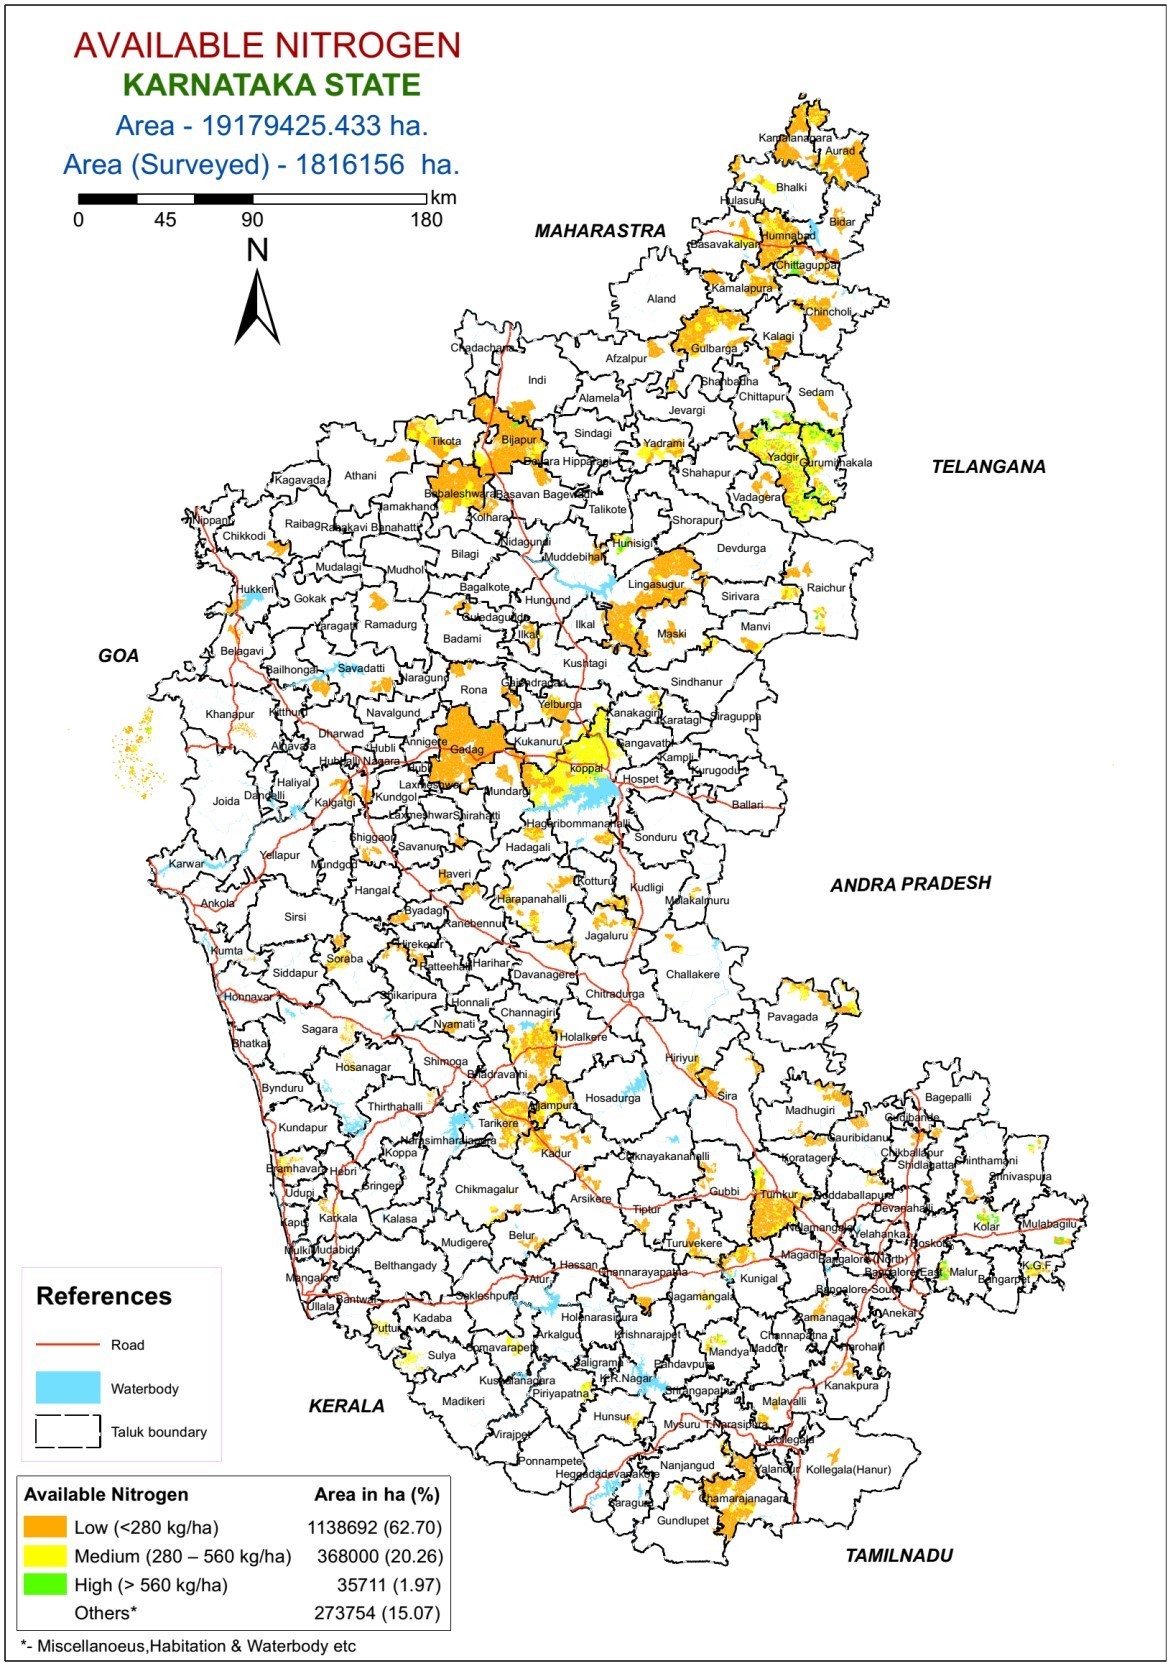 AVAILABLE NITROGEN
KARNATAKA STATE
Area - 19179425.433 ha.
Area (Surveyed) - 1816156 ha.
km
0 45 90 180
N
MAHARASTRA
TELANGANA
GOA
ANDRA PRADESH
KERALA
TAMILNADU
Kamalanagara
Aurad
Bhalki
Hulasuru
Bidar
Humnabad
Basavakalyan
Chittaguppa
Kamalapura
Aland
Chincholi
Kalagi
Gulbarga
Chadachana
Afzalpur
Indi
Shahbadha
Sedam
Chittapur
Alamela
Jevargi
Sindagi
Tikota
Bijapur
Yadrami
Yadgir
Gurumitnakala
Devara Hipparagi
Shahapur
Athani
Kagavada
Babaleshwara
Basavan Bagewadi
Vadagera
Jamakhandi
Talikote
Nippani
Raibag
Rabakavi Banahatti
Kolhara
Shorapur
Chikkodi
Nidagundi
Hunisigi
Bilagi
Muddebihal
Devdurga
Mudalagi
Mudhol
Lingasugur
Hukkeri
Gokak
Bagalkote
Hungund
Sirivara
Raichur
Yaragatti
Ramadurg
Guledagudda
Ilkal
Ilkal
Maski
Manvi
Badami
Belagavi
Bailhongal
Savadatti
Kushtagi
Naragund
Rona
Gajendragad
Sindhanur
Khanapur
Kitthur
Navalgund
Yelburga
Kanakagiri
Karatagi
Siraguppa
Dharwad
Alnavara
Hubli
Annigere
Gadag
Kukanuru
Gangavathi
Hubballi Nagara
Hubli
koppal
Kampli
Kurugodu
Haliyal
Laxmeshwar
Mundargi
Hospet
Joida
Dandelli
Kalgatgi
Kundgol
Ballari
Laxmeshwar
Shirahatti
Hagaribommanahalli
Shiggaon
Savanur
Hadagali
Sonduru
Karwar
Yellapur
Mundgod
Haveri
Kotturu
Kudligi
Hangal
Ankola
Harapanahalli
Molakalmuru
Sirsi
Byadagi
Ranebennur
Jagaluru
Kumta
Hirekerur
Soraba
Ratteehalli
Harihar
Siddapur
Davanagere
Challakere
Honnavar
Shikaripura
Honnali
Chitradurga
Channagiri
Pavagada
Sagara
Nyamati
Bhatkal
Holalkere
Hosanagar
Shimoga
Hiriyur
Bhadravathi
Bynduru
Hosadurga
Sira
Bagepalli
Thirthahalli
Ajjampura
Madhugiri
Gudibande
Kundapur
Tarikere
Gauribidanur
Narasimharajapura
Koppa
Kadur
Chiknayakanahalli
Koratagere
Chikballapur
Chinthamani
Shidlagatta
Bramhavara
Hebri
Srinivaspura
Sringeri
Chikmagalur
Arsikere
Gubbi
Tumkur
Doddaballapura
Udupi
Tiptur
Devanahalli
Kapu
Karkala
Kalasa
Kolar
Mulabagilu
Nelamangala
Yelahanka
Mulki
Mudabidri
Mudigere
Belur
Turuvekere
Hoskote
Magadi
Bangalore (North)
Belthangady
Hassan
Channarayapatna
Kunigal
Bangalore East
Malur
Bangarpet
K.G.F
Mangalore
Alur
Bangalore South
Ullala
Bantwal
Sakleshpura
Nagamangala
Anekal
Kadaba
Holenarasipura
Ramanagar
Puttur
Arkalgud
Krishnarajpet
Channapatna
Sulya
Somavarapete
Mandya
Maddur
Harohalli
Saligrama
Pandavpura
Kushalanagara
K.R.Nagar
Kanakpura
Piriyapatna
Srirangapatna
Madikeri
Malavalli
Hunsur
Mysuru
T.Narasipura
Virajpet
Kollegala
Ponnampete
Nanjangud
Yalandur
Kollegala(Hanur)
Heggadadevanakote
Saragur
Chamarajanagara
Gundlupet
References
Road
Waterbody
Taluk boundary
Available Nitrogen Area in ha (%)
Low (<280 kg/ha) 1138692 (62.70)
Medium (280 – 560 kg/ha) 368000 (20.26)
High (> 560 kg/ha) 35711 (1.97)
Others* 273754 (15.07)
*- Miscellanoeus,Habitation & Waterbody etc